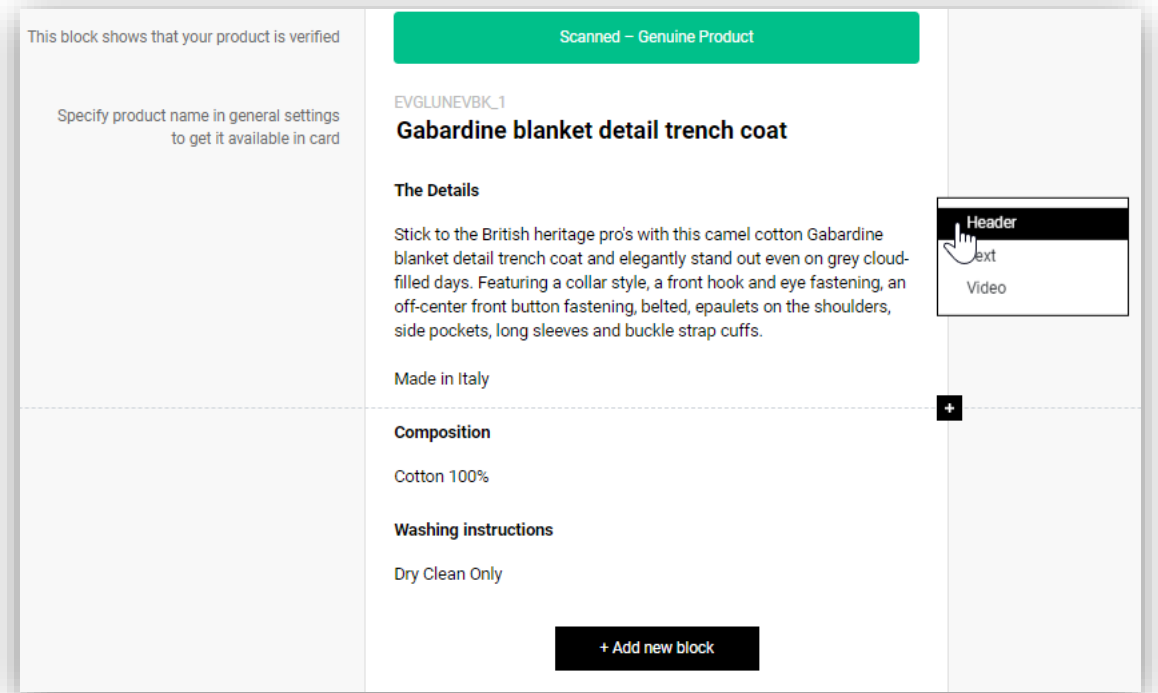 This block shows that your product is verified
Scanned – Genuine Product
Specify product name in general settings
to get it available in card
EVGLUNEVBK_1
Gabardine blanket detail trench coat
The Details
Stick to the British heritage pro's with this camel cotton Gabardine
blanket detail trench coat and elegantly stand out even on grey cloud-
filled days. Featuring a collar style, a front hook and eye fastening, an
off-center front button fastening, belted, epaulets on the shoulders,
side pockets, long sleeves and buckle strap cuffs.
Made in Italy
Header
Text
Video
+
Composition
Cotton 100%
Washing instructions
Dry Clean Only
+ Add new block